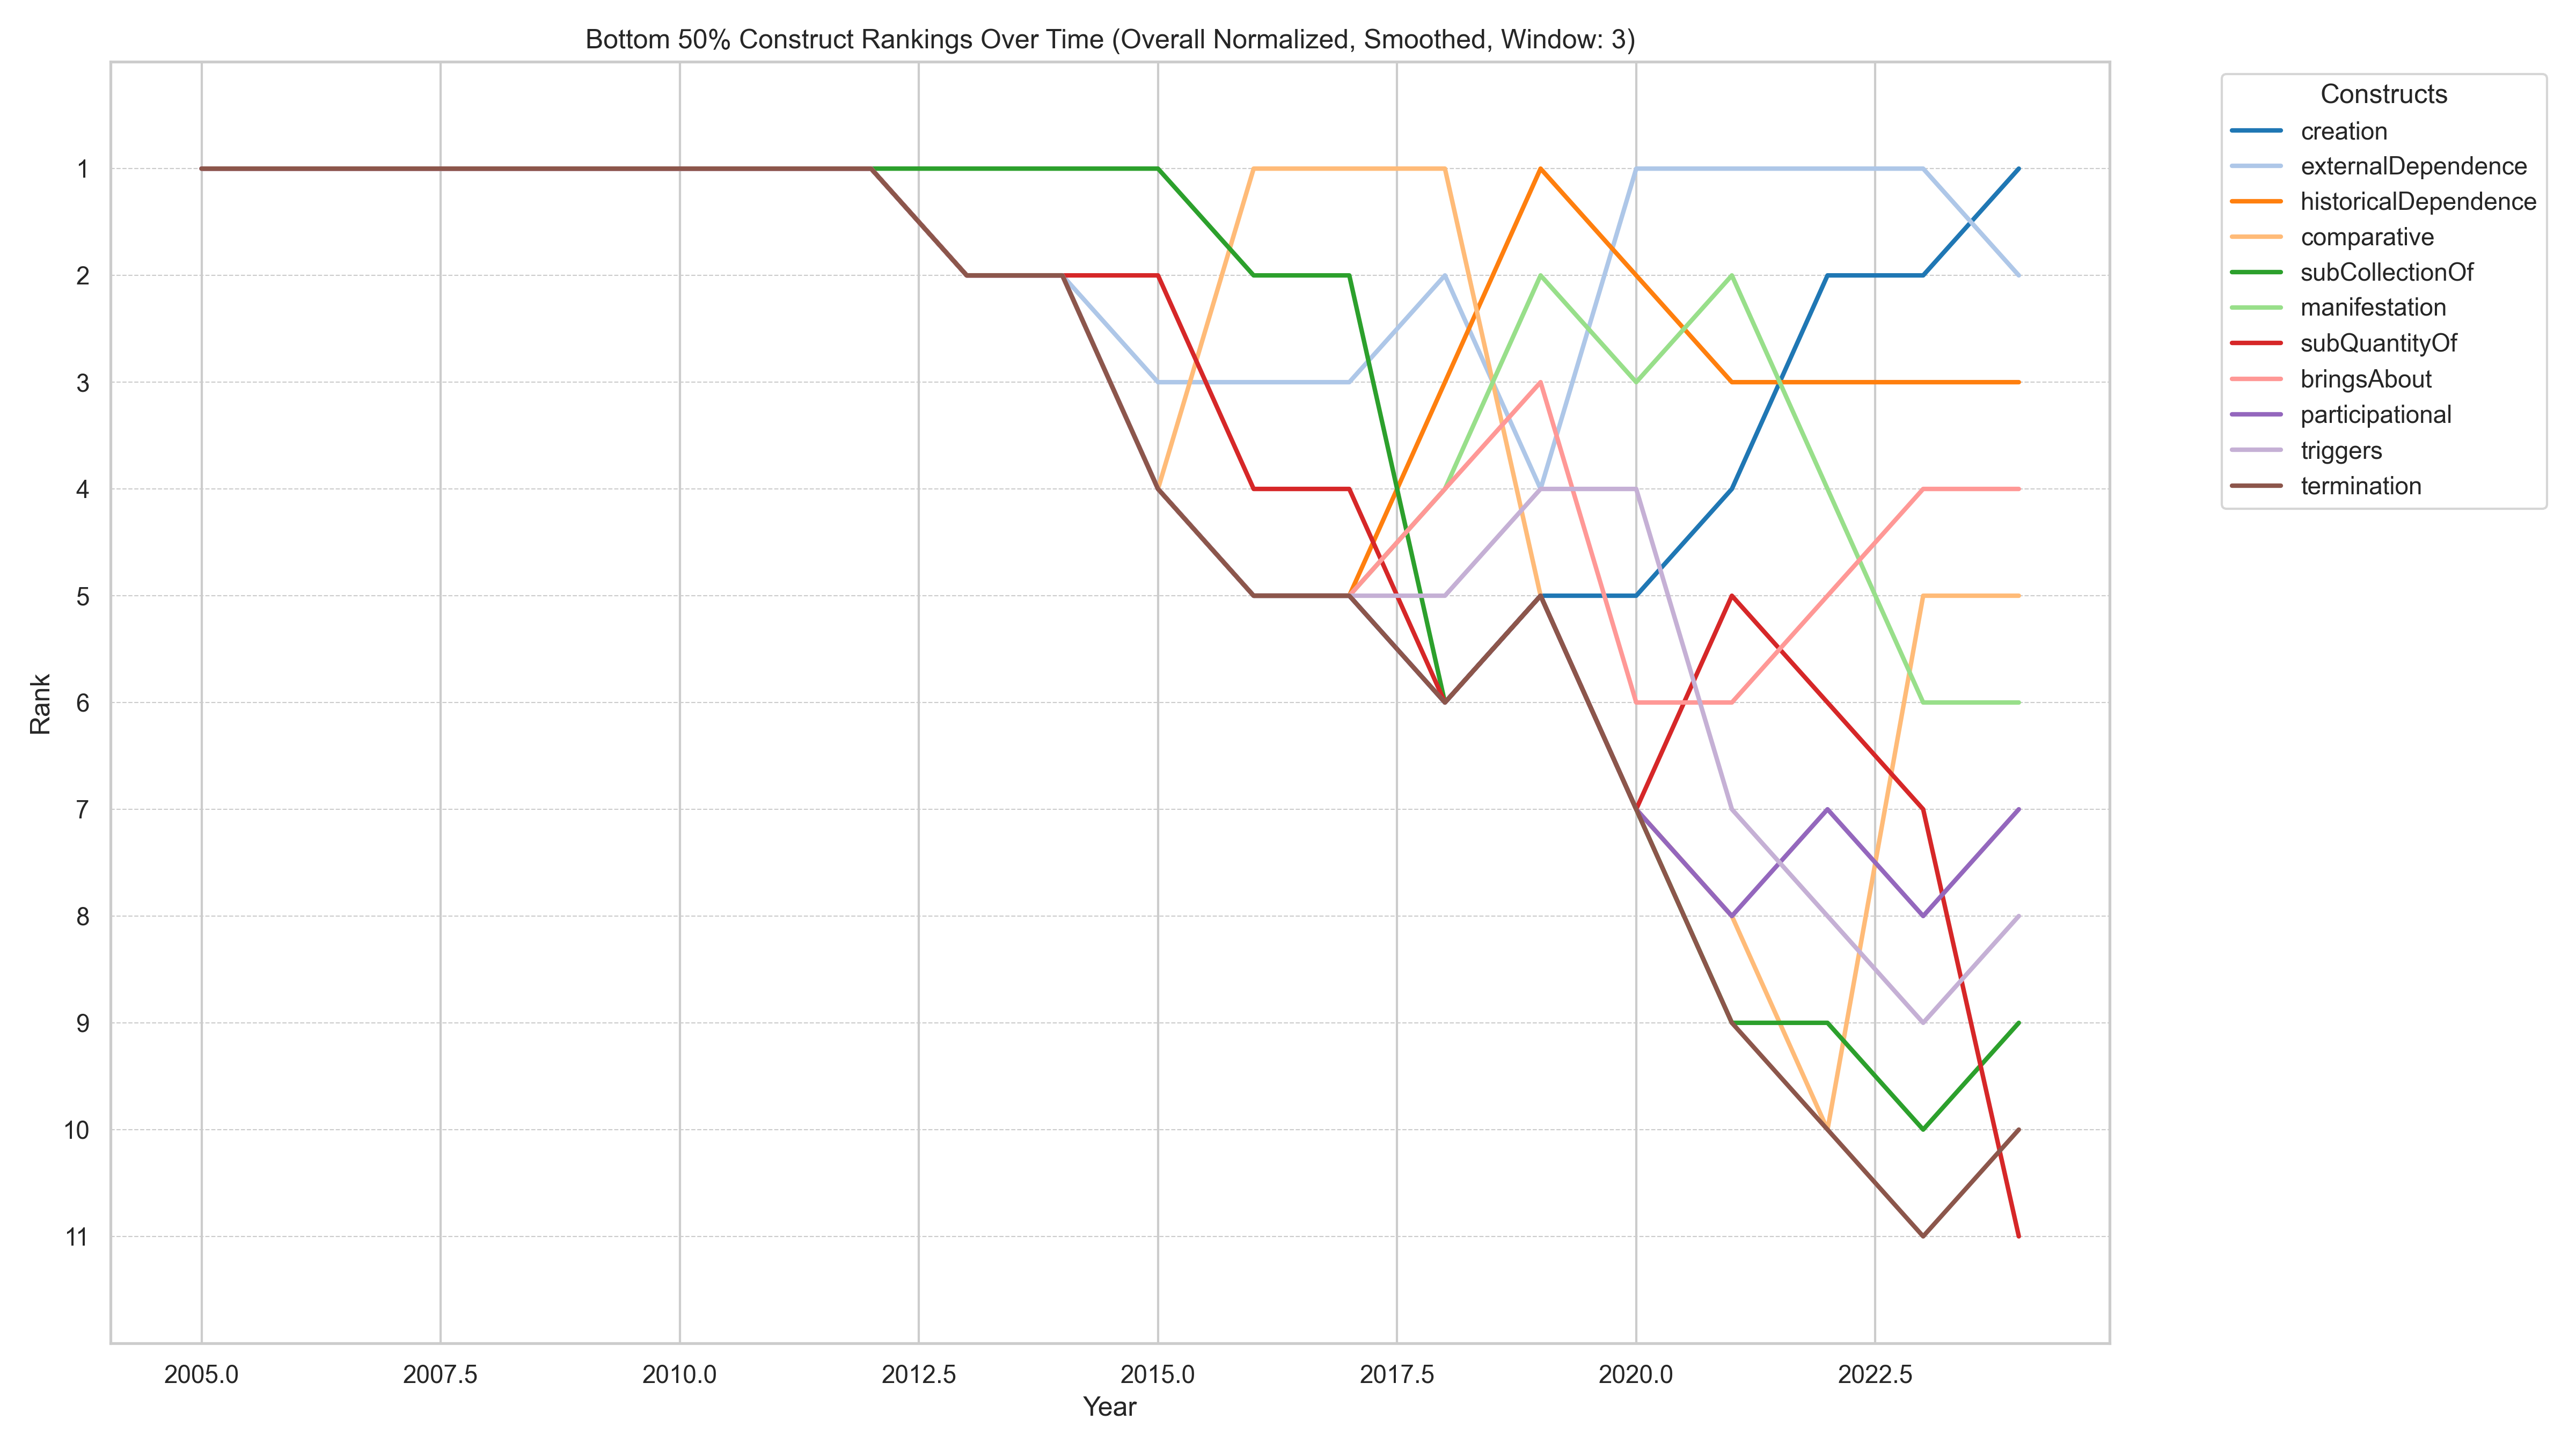 Bottom 50% Construct Rankings Over Time (Overall Normalized, Smoothed, Window: 3)
Constructs
creation
externalDependence
historicalDependence
comparative
subCollectionOf
manifestation
subQuantityOf
bringsAbout
participational
triggers
termination
Rank
1
2
3
4
5
6
7
8
9
10
11
2005.0
2007.5
2010.0
2012.5
2015.0
2017.5
2020.0
2022.5
Year